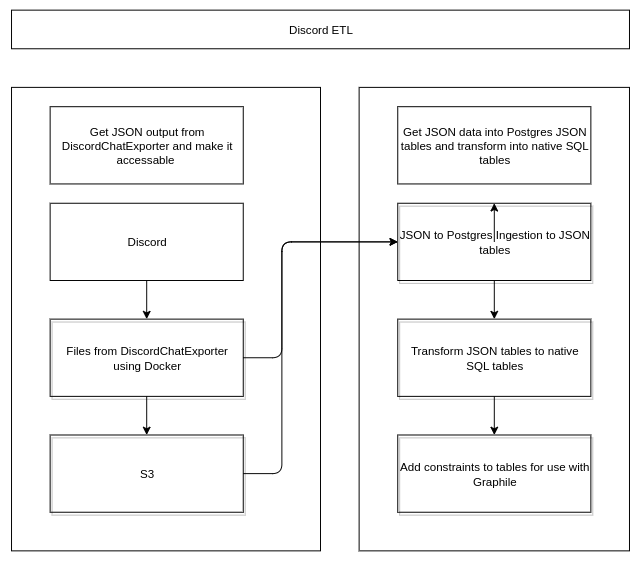 Discord ETL
Get JSON output from
DiscordChatExporter and make it
accessable
Discord
Files from DiscordChatExporter
using Docker
S3
Get JSON data into Postgres JSON
tables and transform into native SQL
tables
JSON to Postgres Ingestion to JSON
tables
Transform JSON tables to native
SQL tables
Add constraints to tables for use with
Graphile